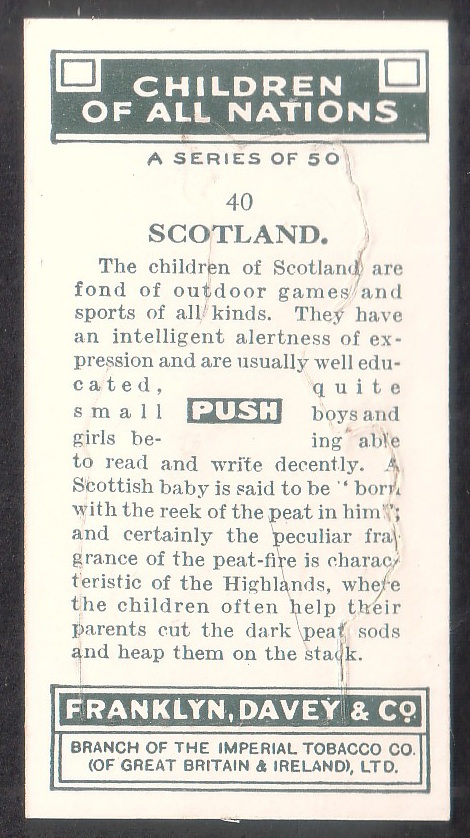 CHILDREN
OF ALL NATIONS
A SERIES OF 50
40
SCOTLAND.
The children of Scotland are
fond of outdoor games and
sports of all kinds. They have
an intelligent alertness of ex-
pression and are usually well edu-
cated, quite
small PUSH boys and
girls be- ing able
to read and write decently. A
Scottish baby is said to be "born
with the reek of the peat in him";
and certainly the peculiar fra-
grance of the peat-fire is charac-
teristic of the Highlands, where
the children often help their
parents cut the dark peat sods
and heap them on the stack.
FRANKLYN, DAVEY & Co.
BRANCH OF THE IMPERIAL TOBACCO CO.
(OF GREAT BRITAIN & IRELAND), LTD.